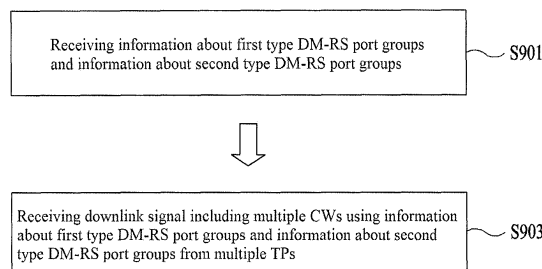 Receiving information about first type DM-RS port groups
and information about second type DM-RS port groups
S901
Receiving downlink signal including multiple CWs using information
about first type DM-RS port groups and information about second
type DM-RS port groups from multiple TPs
S903